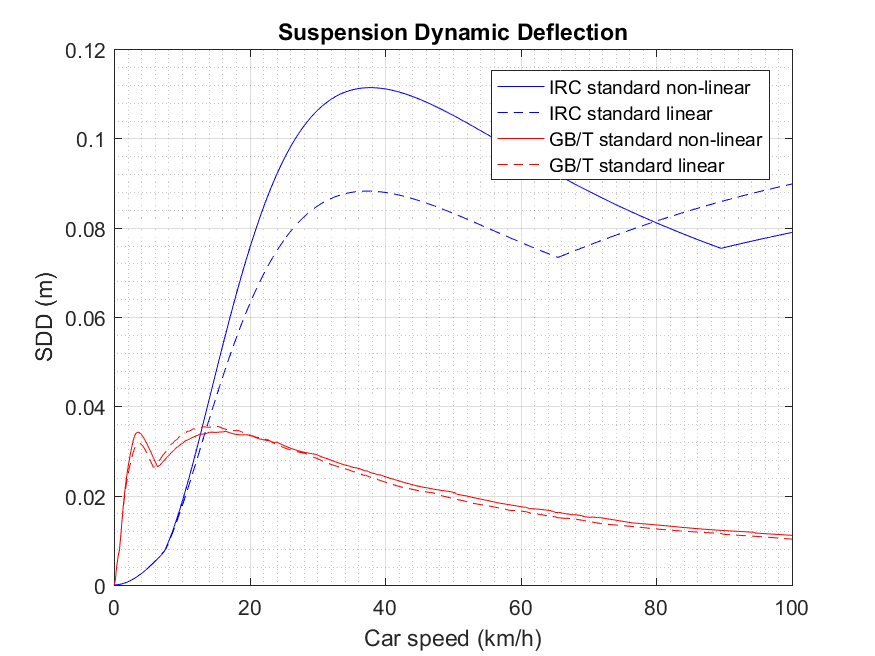 Suspension Dynamic Deflection
0.12
0.1
0.08
0.06
0.04
0.02
0
SDD (m)
IRC standard non-linear
IRC standard linear
GB/T standard non-linear
GB/T standard linear
0 20 40 60 80 100
Car speed (km/h)